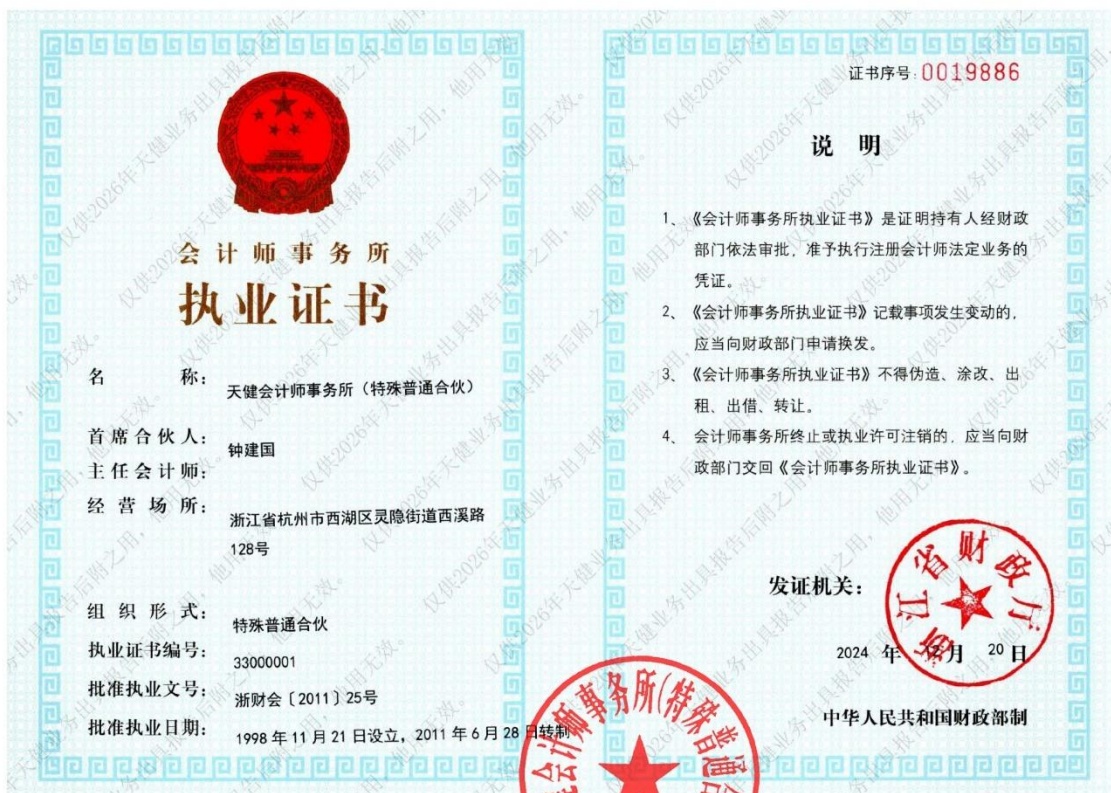 会计师事务所
执业证书
名 称：天健会计师事务所（特殊普通合伙）
首席合伙人：钟建国
主任会计师：
经营场所：浙江省杭州市西湖区灵隐街道西溪路
128号
组织形式：特殊普通合伙
执业证书编号：33000001
批准执业文号：浙财会〔2011〕25号
批准执业日期：1998年11月21日设立，2011年6月28日转制
证书序号：0019886
说 明
1、《会计师事务所执业证书》是证明持有人经财政
部门依法审批，准予执行注册会计师法定业务的
凭证。
2、《会计师事务所执业证书》记载事项发生变动的，
应当向财政部门申请换发。
3、《会计师事务所执业证书》不得伪造、涂改、出
租、出借、转让。
4、会计师事务所终止或执业许可注销的，应当向财
政部门交回《会计师事务所执业证书》。
发证机关：
浙江省财政厅
2024 年 月 20 日
中华人民共和国财政部制
会计师事务所(特殊普通合
仅供2026年天健业务出具报告后附之用，他用无效。